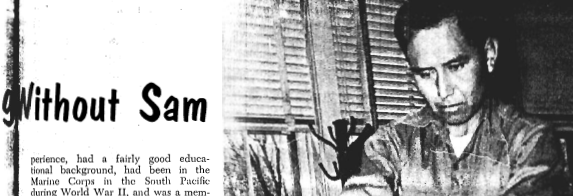 Without Sam
perience, had a fairly good educa-
tional background, had been in the
Marine Corps in the South Pacific
during World War II, and was a mem-